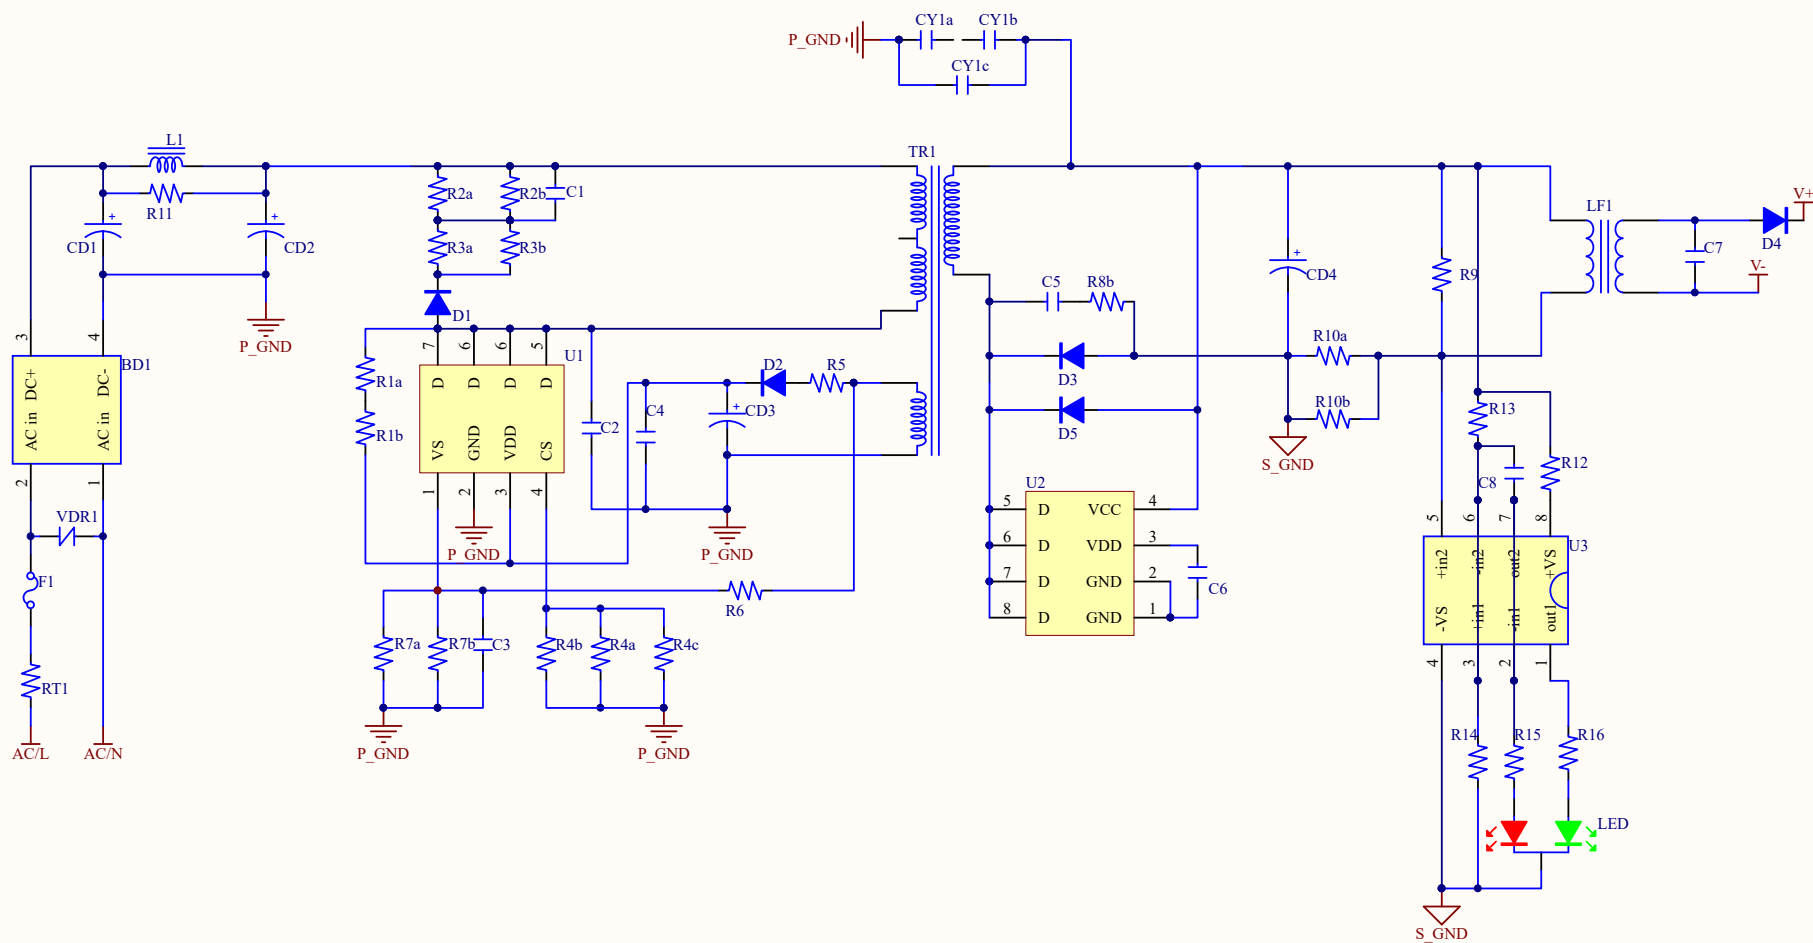 CY1a CY1b
P_GND
CY1c
L1
TR1
R11
CD1
CD2
P_GND
R2a R2b C1
R3a R3b
D1
C5 R8b
CD4
R9
LF1
V+
D4
C7
V-
3 4
BD1
DC+ DC-
AC in AC in
2 1
VDR1
F1
RT1
AC/L AC/N
7 6 6 5
U1
D D D D
VS GND VDD CS
1 2 3 4
R1a
R1b
P_GND
C2
C4
CD3
D2 R5
P_GND
R6
R7a R7b C3
R4b R4a R4c
P_GND
P_GND
D3
D5
R10a
R10b
S_GND
U2
5 D VCC 4
6 D VDD 3
7 D GND 2
8 D GND 1
C6
R13
C8
R12
5 6 7 8
U3
+in2 -in2 out2 +VS
-VS +in1 -in1 out1
4 3 2 1
R14 R15 R16
LED
S_GND